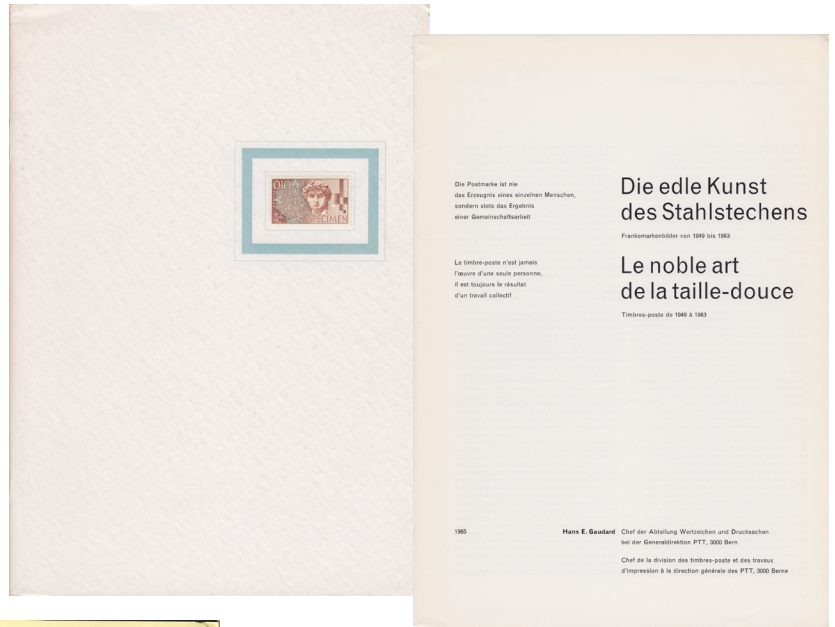 0|10
SPECIMEN
Die Postmarke ist nie
das Erzeugnis eines einzelnen Menschen,
sondern stets das Ergebnis
einer Gemeinschaftsarbeit
Die edle Kunst
des Stahlstechens
Frankomarkenbilder von 1949 bis 1963
Le timbre-poste n'est jamais
l'œuvre d'une seule personne,
il est toujours le résultat
d'un travail collectif
Le noble art
de la taille-douce
Timbres-poste de 1949 à 1963
1965
Hans E. Gaudard Chef der Abteilung Wertzeichen und Drucksachen
bei der Generaldirektion PTT, 3000 Bern
Chef de la division des timbres-poste et des travaux
d'impression à la direction générale des PTT, 3000 Berne